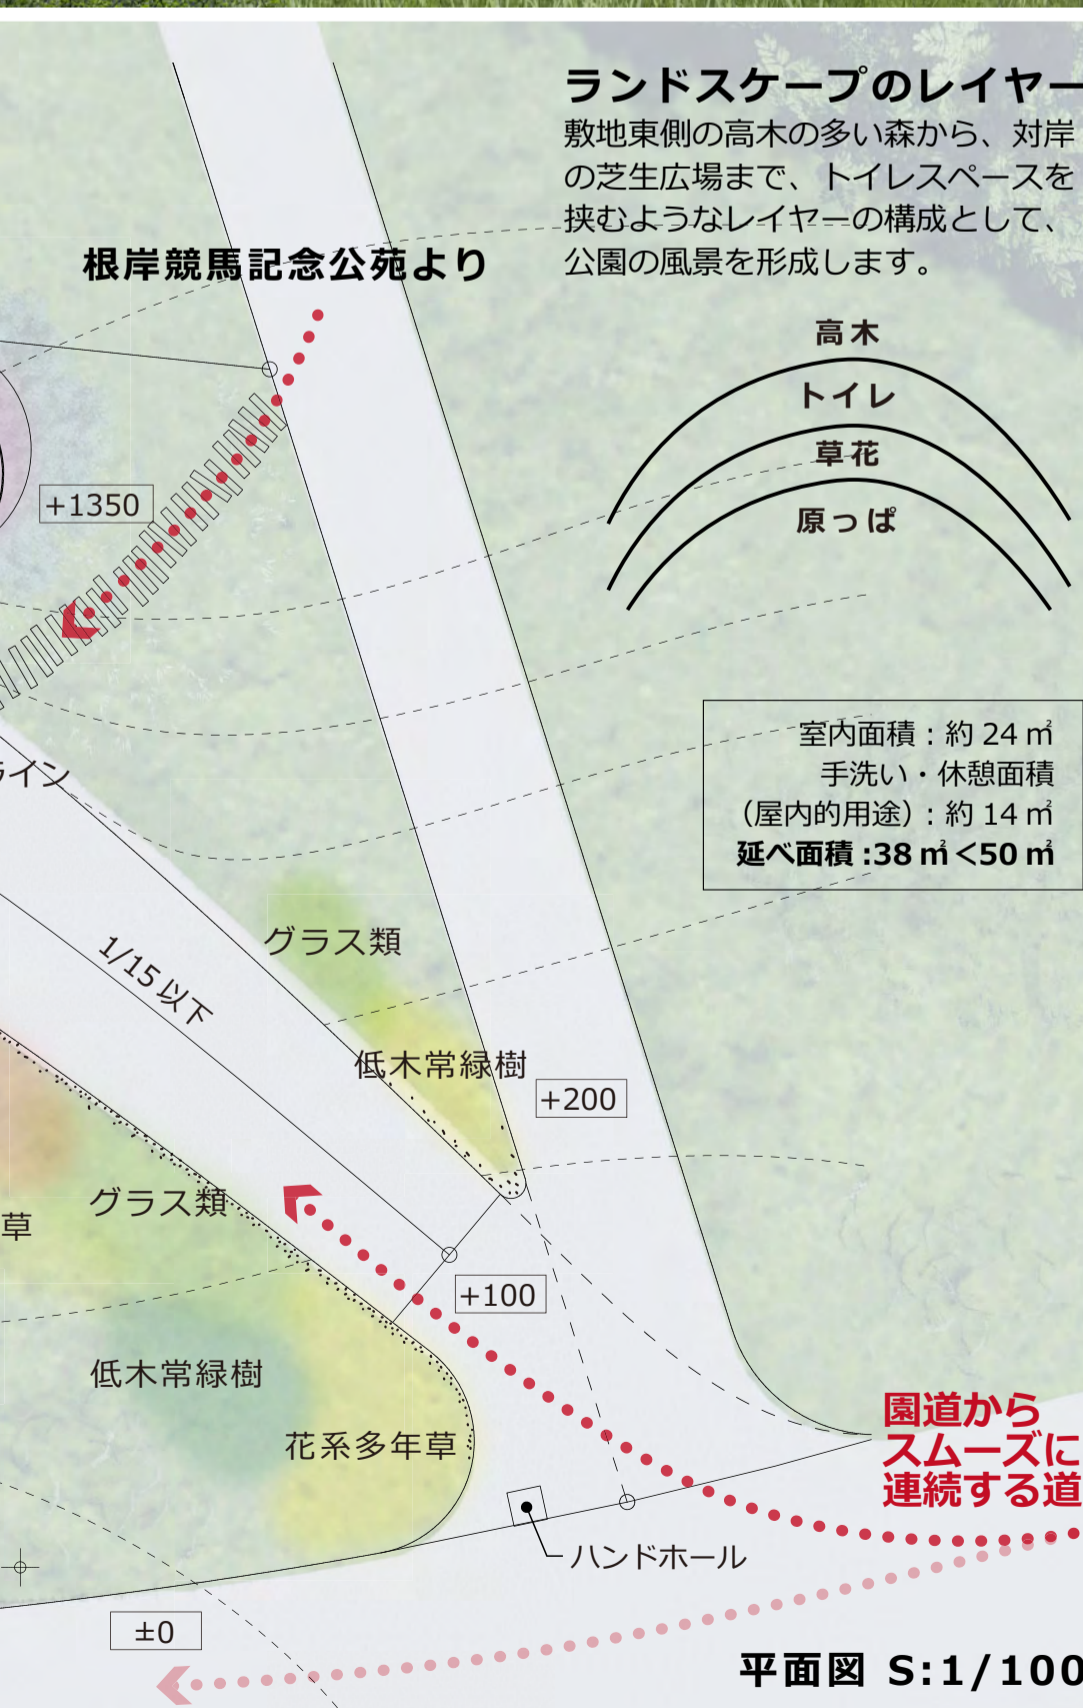 ランドスケープのレイヤー
敷地東側の高木の多い森から、対岸
の芝生広場まで、トイレスペースを
挟むようなレイヤーの構成として、
公園の風景を形成します。
根岸競馬記念公苑より
高木
トイレ
草花
原っぱ
+1350
室内面積：約 24 ㎡
手洗い・休憩面積
（屋内的用途）: 約 14 ㎡
延べ面積 :38 ㎡ <50 ㎡
ライン
グラス類
1/15以下
低木常緑樹
+200
グラス類
草
+100
低木常緑樹
花系多年草
園道から
スムーズに
連続する道
ハンドホール
±0
平面図 S:1/100